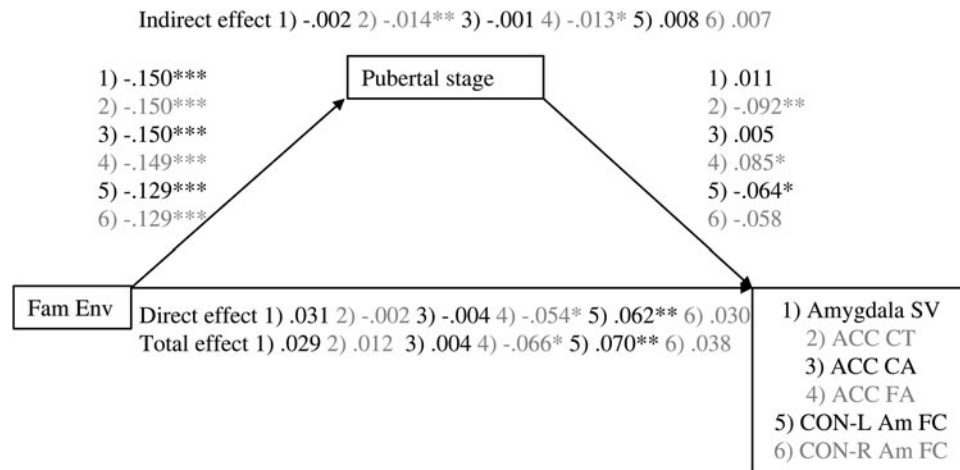 Indirect effect 1) -.002 2) -.014** 3) -.001 4) -.013* 5) .008 6) .007
Pubertal stage
1) -.150***
2) -.150***
3) -.150***
4) -.149***
5) -.129***
6) -.129***
1) .011
2) -.092**
3) .005
4) .085*
5) -.064*
6) -.058
Fam Env
Direct effect 1) .031 2) -.002 3) -.004 4) -.054* 5) .062** 6) .030
Total effect 1) .029 2) .012 3) .004 4) -.066* 5) .070** 6) .038
1) Amygdala SV
2) ACC CT
3) ACC CA
4) ACC FA
5) CON-L Am FC
6) CON-R Am FC